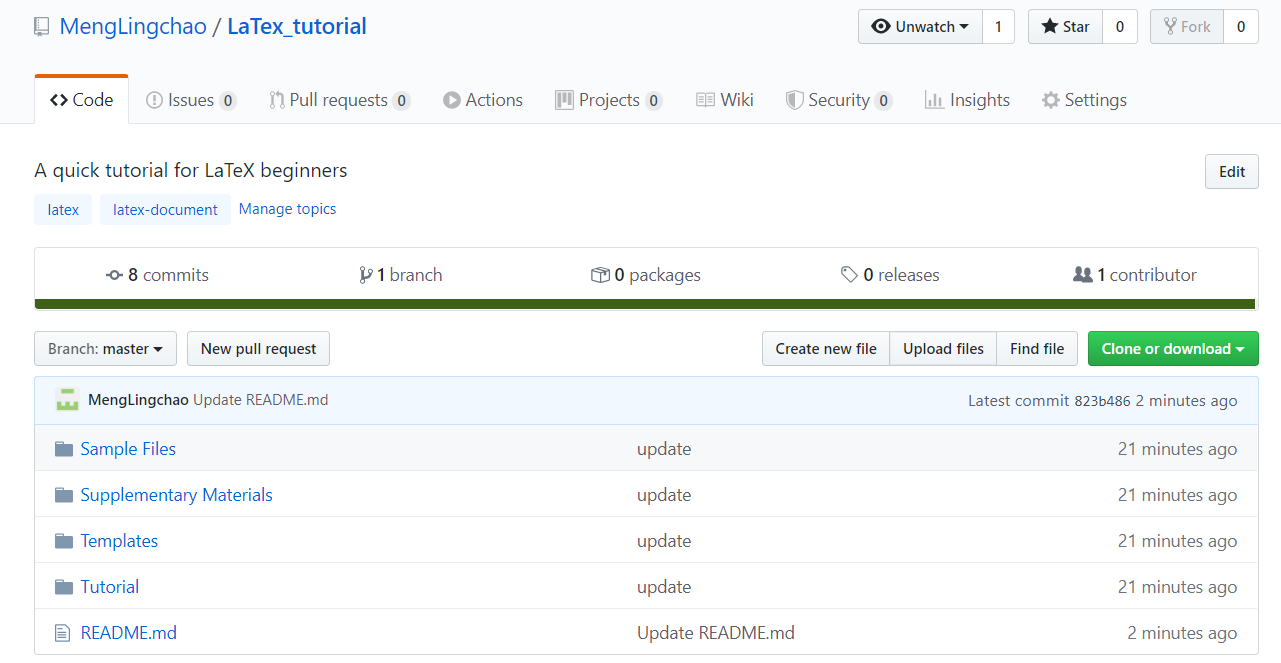 MengLingchao / LaTex_tutorial
Unwatch 1 Star 0 Fork 0
Code Issues 0 Pull requests 0 Actions Projects 0 Wiki Security 0 Insights Settings
A quick tutorial for LaTeX beginners
Edit
latex latex-document Manage topics
8 commits 1 branch 0 packages 0 releases 1 contributor
Branch: master New pull request Create new file Upload files Find file Clone or download
MengLingchao Update README.md Latest commit 823b486 2 minutes ago
Sample Files update 21 minutes ago
Supplementary Materials update 21 minutes ago
Templates update 21 minutes ago
Tutorial update 21 minutes ago
README.md Update README.md 2 minutes ago